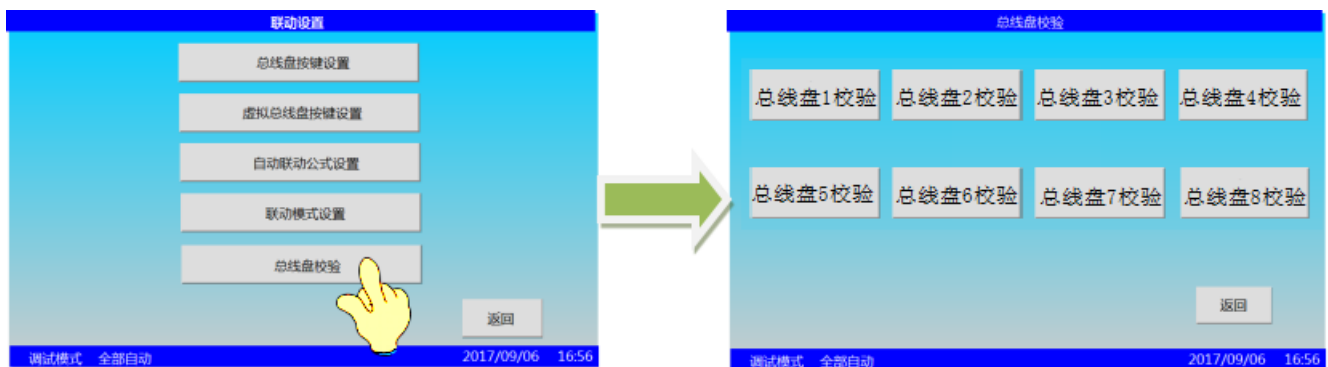 联动设置
总线盘按键设置
虚拟总线盘按键设置
自动联动公式设置
联动模式设置
总线盘校验
返回
调试模式 全部自动 2017/09/06 16:56
总线盘校验
总线盘1校验 总线盘2校验 总线盘3校验 总线盘4校验
总线盘5校验 总线盘6校验 总线盘7校验 总线盘8校验
返回
调试模式 全部自动 2017/09/06 16:56